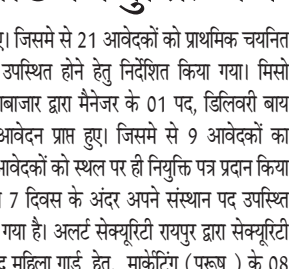 जिसमे से 21 आवेदकों को प्राथमिक चयनित
उपस्थित होने हेतु निर्देशित किया गया। मिसो
द्वारा मैनेजर के 01 पद, डिलिवरी बाय
आवेदन प्राप्त हुए। जिसमे से 9 आवेदकों का
आवेदकों को स्थल पर ही नियुक्ति पत्र प्रदान किया
7 दिवस के अंदर अपने संस्थान पद उपस्थित
गया है। अलर्ट सेक्यूरिटी रायपुर द्वारा सेक्यूरिटी
महिला गार्ड हेतु, मार्केटिंग (पुरूष ) के 08